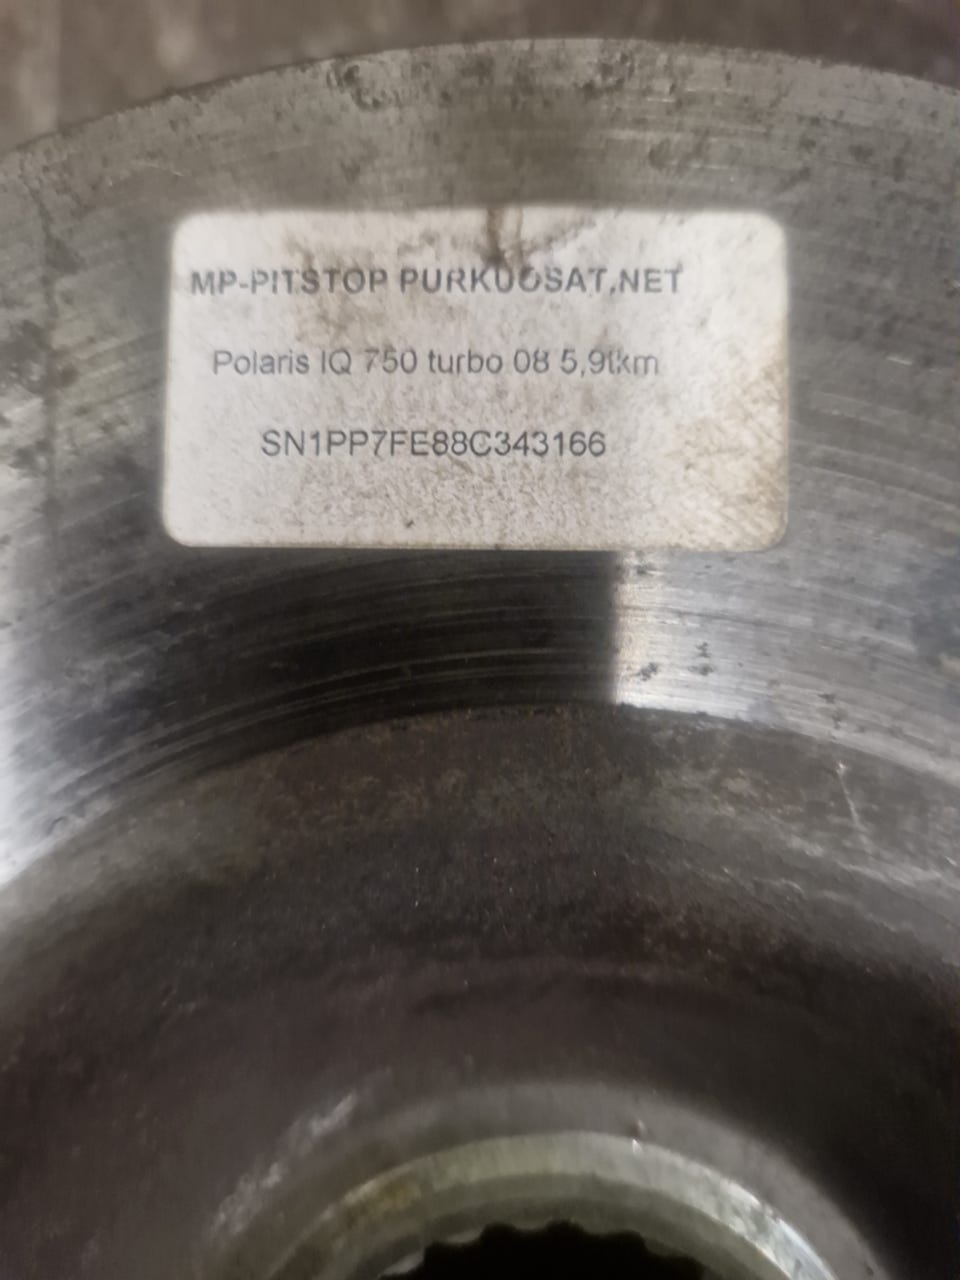 MP-PITSTOP PURKUOSAT.NET
Polaris IQ 750 turbo 08 5,9tkm
SN1PP7FE88C343166